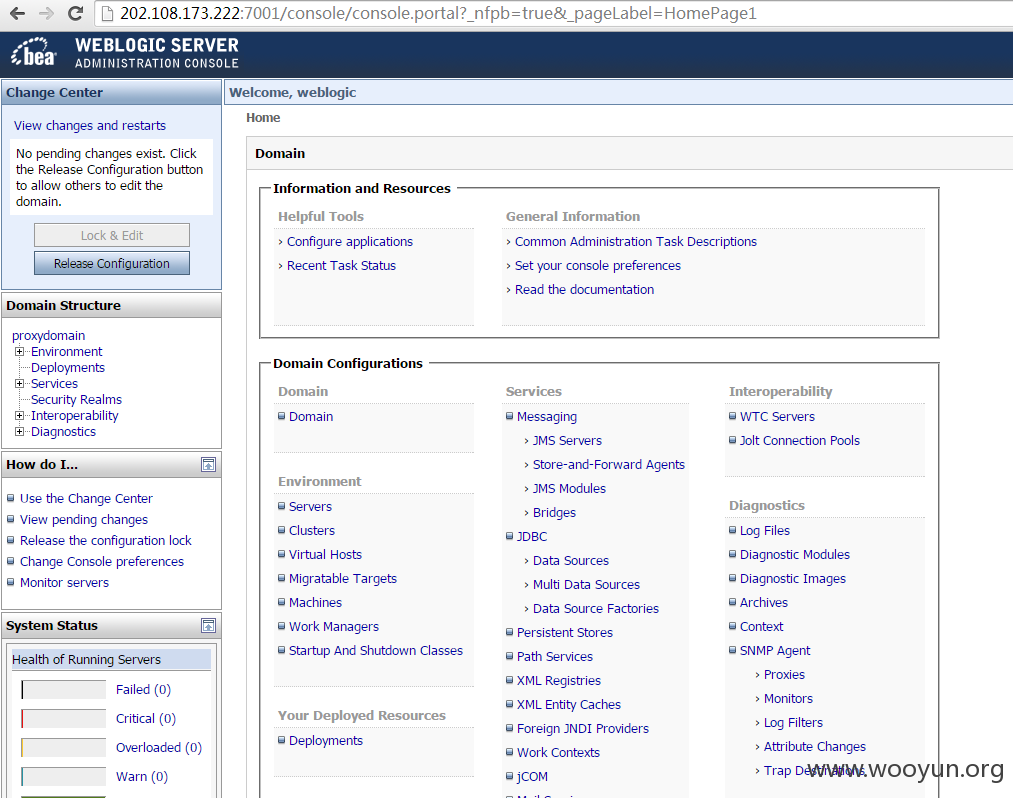 202.108.173.222:7001/console/console.portal?_nfpb=true&_pageLabel=HomePage1
bea
WEBLOGIC SERVER
ADMINISTRATION CONSOLE
Change Center
View changes and restarts
No pending changes exist. Click
the Release Configuration button
to allow others to edit the
domain.
Lock & Edit
Release Configuration
Domain Structure
proxydomain
Environment
Deployments
Services
Security Realms
Interoperability
Diagnostics
How do I...
Use the Change Center
View pending changes
Release the configuration lock
Change Console preferences
Monitor servers
System Status
Health of Running Servers
Failed (0)
Critical (0)
Overloaded (0)
Warn (0)
Welcome, weblogic
Home
Domain
Information and Resources
Helpful Tools
Configure applications
Recent Task Status
General Information
Common Administration Task Descriptions
Set your console preferences
Read the documentation
Domain Configurations
Domain
Domain
Environment
Servers
Clusters
Virtual Hosts
Migratable Targets
Machines
Work Managers
Startup And Shutdown Classes
Your Deployed Resources
Deployments
Services
Messaging
JMS Servers
Store-and-Forward Agents
JMS Modules
Bridges
JDBC
Data Sources
Multi Data Sources
Data Source Factories
Persistent Stores
Path Services
XML Registries
XML Entity Caches
Foreign JNDI Providers
Work Contexts
jCOM
Interoperability
WTC Servers
Jolt Connection Pools
Diagnostics
Log Files
Diagnostic Modules
Diagnostic Images
Archives
Context
SNMP Agent
Proxies
Monitors
Log Filters
Attribute Changes
Trap Destinations
www.wooyun.org